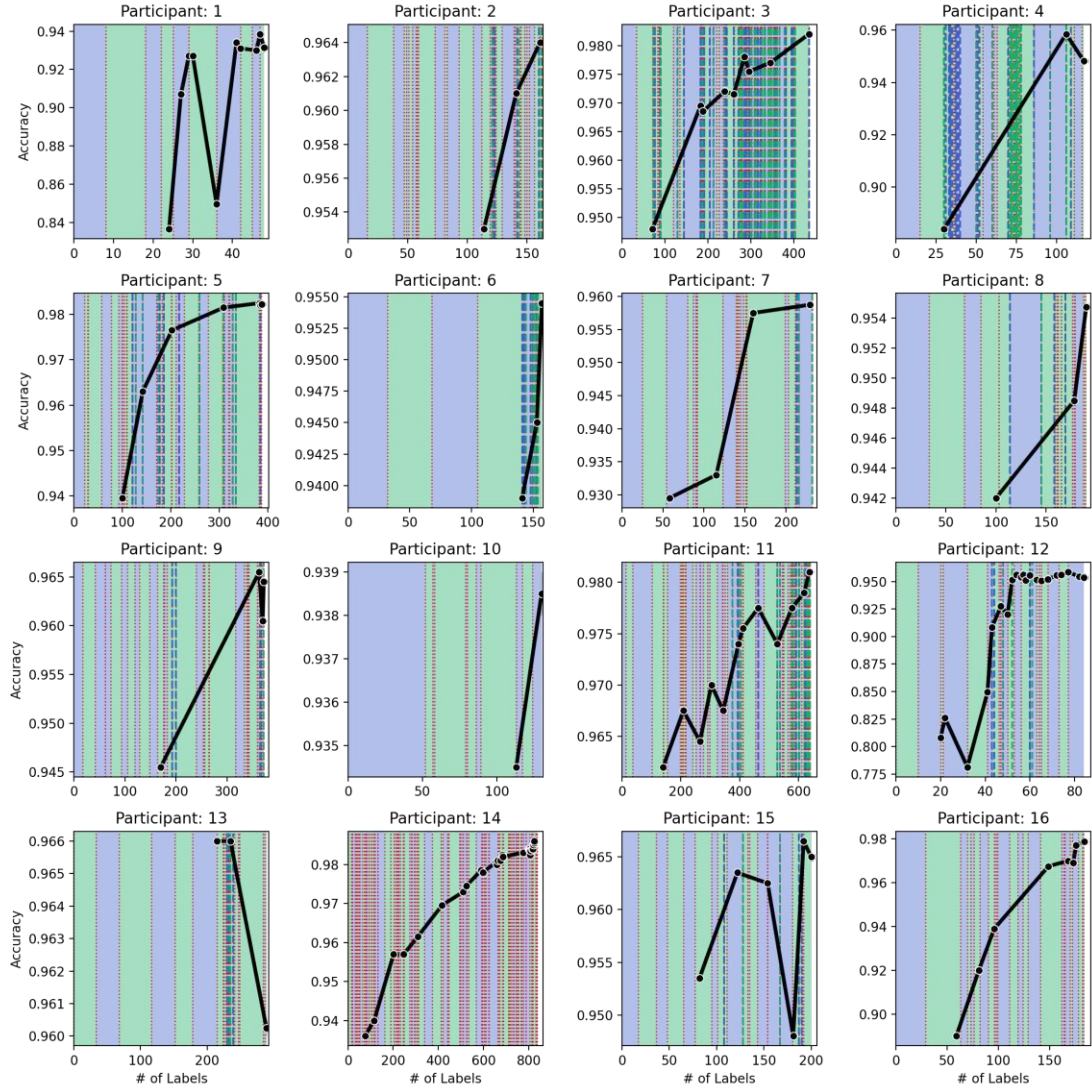 Participant: 1
Participant: 2
Participant: 3
Participant: 4
0.94
0.92
0.90
0.88
0.86
0.84
Accuracy
0 10 20 30 40
0.964
0.962
0.960
0.958
0.956
0.954
0 50 100 150
0.980
0.975
0.970
0.965
0.960
0.955
0.950
0 100 200 300 400
0.96
0.94
0.92
0.90
0 25 50 75 100
Participant: 5
Participant: 6
Participant: 7
Participant: 8
0.98
0.97
0.96
0.95
0.94
Accuracy
0 100 200 300 400
0.9550
0.9525
0.9500
0.9475
0.9450
0.9425
0.9400
0 50 100 150
0.960
0.955
0.950
0.945
0.940
0.935
0.930
0 50 100 150 200
0.954
0.952
0.950
0.948
0.946
0.944
0.942
0 50 100 150
Participant: 9
Participant: 10
Participant: 11
Participant: 12
0.965
0.960
0.955
0.950
0.945
Accuracy
0 100 200 300
0.939
0.938
0.937
0.936
0.935
0 50 100
0.980
0.975
0.970
0.965
0 200 400 600
0.950
0.925
0.900
0.875
0.850
0.825
0.800
0.775
0 20 40 60 80
Participant: 13
Participant: 14
Participant: 15
Participant: 16
0.966
0.965
0.964
0.963
0.962
0.961
0.960
Accuracy
0 100 200
# of Labels
0.98
0.97
0.96
0.95
0.94
0 200 400 600 800
# of Labels
0.965
0.960
0.955
0.950
0 50 100 150 200
# of Labels
0.98
0.96
0.94
0.92
0.90
0 50 100 150
# of Labels